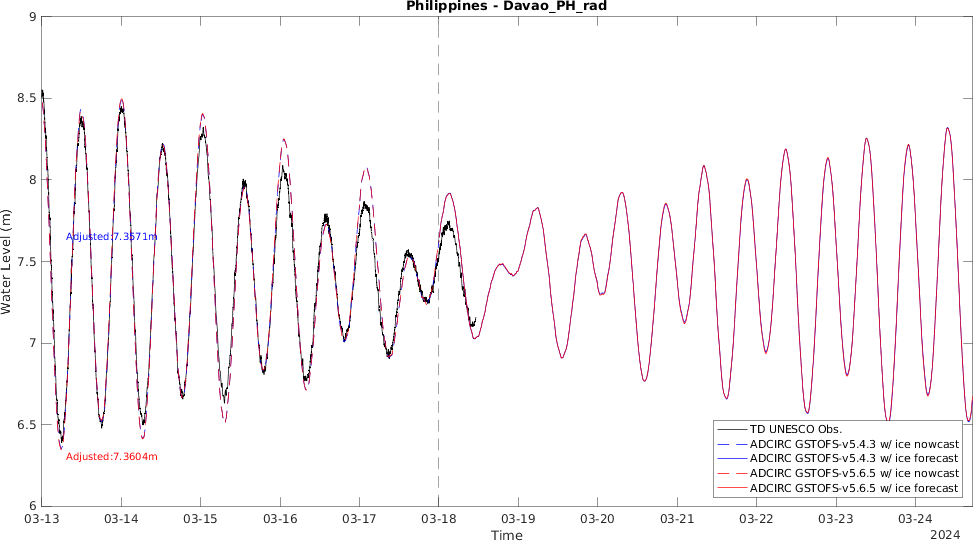 Philippines - Davao_PH_rad
9
8.5
8
7.5
7
6.5
6
Water Level (m)
Adjusted:7.3571m
Adjusted:7.3604m
TD UNESCO Obs.
ADCIRC GSTOFS-v5.4.3 w/ ice nowcast
ADCIRC GSTOFS-v5.4.3 w/ ice forecast
ADCIRC GSTOFS-v5.6.5 w/ ice nowcast
ADCIRC GSTOFS-v5.6.5 w/ ice forecast
03-13 03-14 03-15 03-16 03-17 03-18 03-19 03-20 03-21 03-22 03-23 03-24
Time
2024